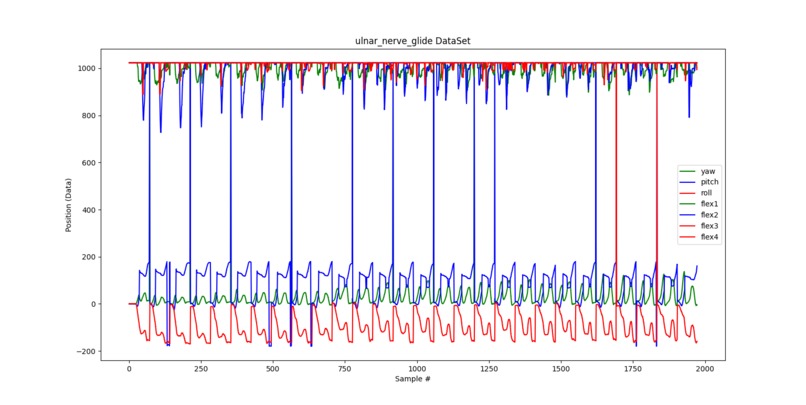 ulnar_nerve_glide DataSet
1000
800
600
400
200
0
−200
Position (Data)
0
250
500
750
1000
1250
1500
1750
2000
Sample #
yaw
pitch
roll
flex1
flex2
flex3
flex4